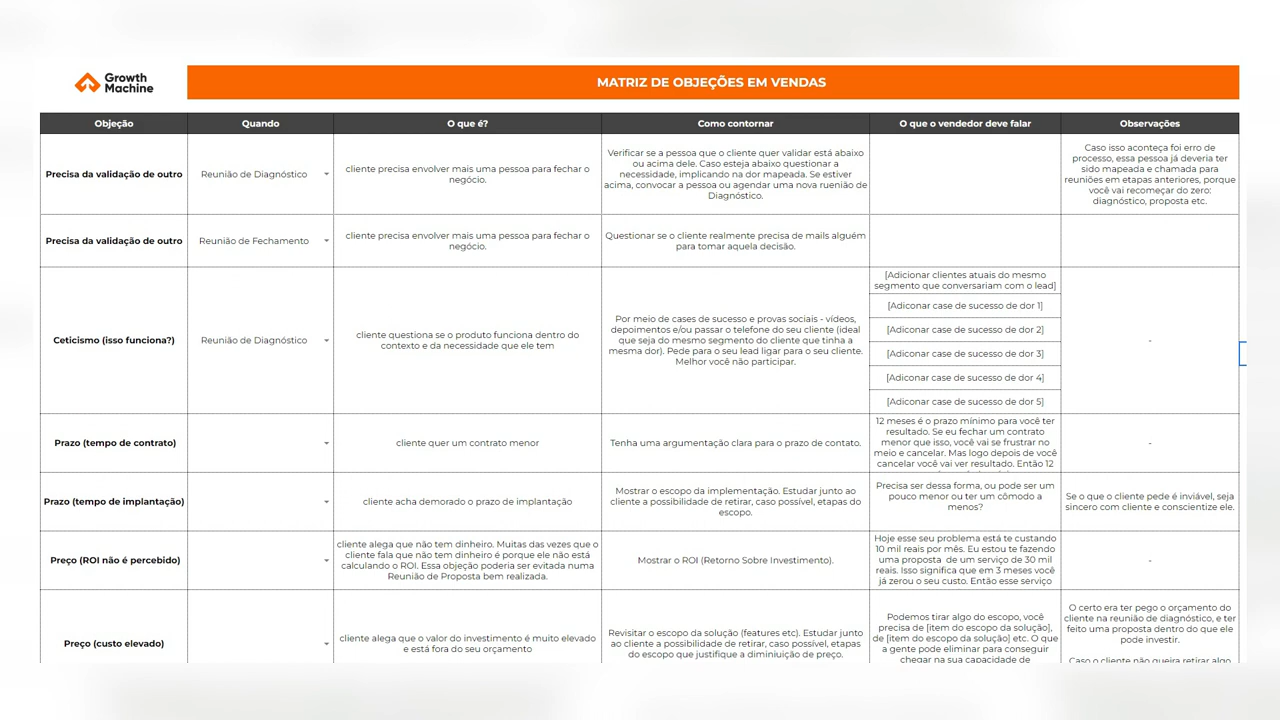 Growth
Machine
MATRIZ DE OBJEÇÕES EM VENDAS
Objeção
Quando
O que é?
Como contornar
O que o vendedor deve falar
Observações
Precisa da validação de outro
Reunião de Diagnóstico
cliente precisa envolver mais uma pessoa para fechar o
negócio.
Verificar se a pessoa que o cliente quer validar está abaixo
ou acima dele. Caso esteja abaixo questionar a
necessidade, implicando na dor mapeada. Se estiver
acima, convocar a pessoa ou agendar uma nova ruenião de
Diagnóstico.
Caso isso aconteça foi erro de
processo, essa pessoa já deveria ter
sido mapeada e chamada para
reuniões em etapas anteriores, porque
você vai recomeçar do zero:
diagnóstico, proposta etc.
Precisa da validação de outro
Reunião de Fechamento
cliente precisa envolver mais uma pessoa para fechar o
negócio.
Questionar se o cliente realmente precisa de mails alguém
para tomar aquela decisão.
Ceticismo (isso funciona?)
Reunião de Diagnóstico
cliente questiona se o produto funciona dentro do
contexto e da necessidade que ele tem
Por meio de cases de sucesso e provas sociais - vídeos,
depoimentos e/ou passar o telefone do seu cliente (ideal
que seja do mesmo segmento do cliente que tinha a
mesma dor). Pede para o seu lead ligar para o seu cliente.
Melhor você não participar.
[Adicionar clientes atuais do mesmo
segmento que conversariam com o lead]
[Adiconar case de sucesso de dor 1]
[Adiconar case de sucesso de dor 2]
[Adiconar case de sucesso de dor 3]
[Adiconar case de sucesso de dor 4]
[Adiconar case de sucesso de dor 5]
-
Prazo (tempo de contrato)
cliente quer um contrato menor
Tenha uma argumentação clara para o prazo de contato.
12 meses é o prazo mínimo para você ter
resultado. Se eu fechar um contrato
menor que isso, você vai se frustrar no
meio e cancelar. Mas logo depois de você
cancelar você vai ver resultado. Então 12
-
Prazo (tempo de implantação)
cliente acha demorado o prazo de implantação
Mostrar o escopo da implementação. Estudar junto ao
cliente a possibilidade de retirar, caso possível, etapas do
escopo.
Precisa ser dessa forma, ou pode ser um
pouco menor ou ter um cômodo a
menos?
Se o que o cliente pede é inviável, seja
sincero com cliente e conscientize ele.
Preço (ROI não é percebido)
cliente alega que não tem dinheiro. Muitas das vezes que o
cliente fala que não tem dinheiro é porque ele não está
calculando o ROI. Essa objeção poderia ser evitada numa
Reunião de Proposta bem realizada.
Mostrar o ROI (Retorno Sobre Investimento).
Hoje esse seu problema está te custando
10 mil reais por mês. Eu estou te fazendo
uma proposta de um serviço de 30 mil
reais. Isso significa que em 3 meses você
já zerou o seu custo. Então esse serviço
-
Preço (custo elevado)
cliente alega que o valor do investimento é muito elevado
e está fora do seu orçamento
Revisitar o escopo da solução (features etc). Estudar junto
ao cliente a possibilidade de retirar, caso possível, etapas
do escopo que justifique a diminiuição de preço.
Podemos tirar algo do escopo, você
precisa de [item do escopo da solução],
de [item do escopo da solução] etc. O que
a gente pode eliminar para conseguir
chegar na sua capacidade de
O certo era ter pego o orçamento do
cliente na reunião de diagnóstico, e ter
feito uma proposta dentro do que ele
pode investir.
Caso o cliente não queira retirar algo